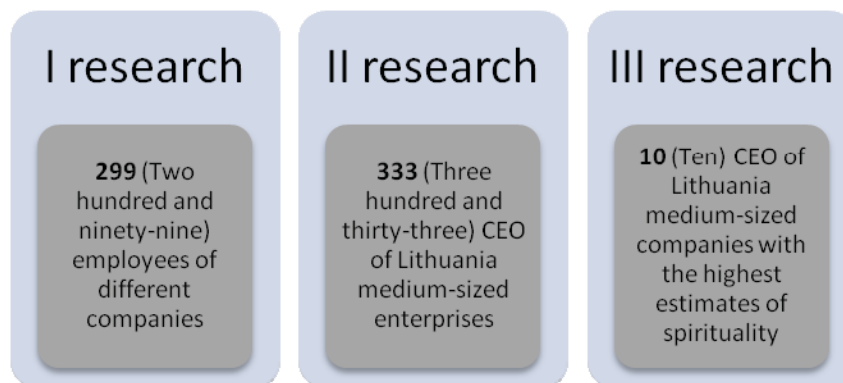 I research
299 (Two
hundred and
ninety-nine)
employees of
different
companies
II research
333 (Three
hundred and
thirty-three) CEO
of Lithuania
medium-sized
enterprises
III research
10 (Ten) CEO of
Lithuania
medium-sized
companies with
the highest
estimates of
spirituality